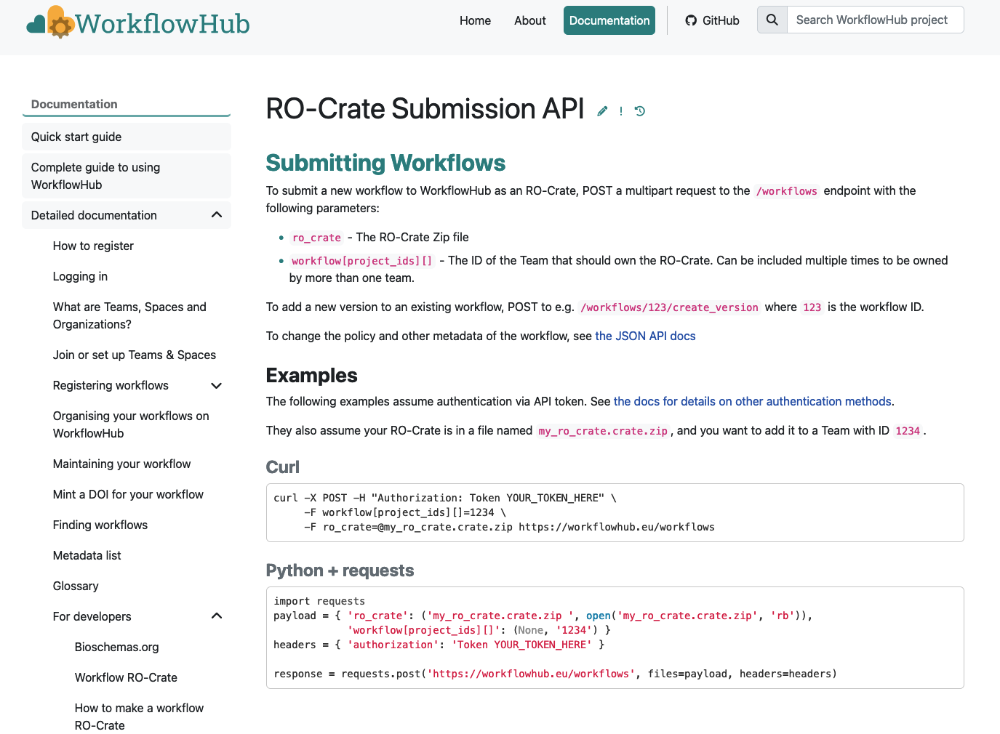 WorkflowHub
Home
About
Documentation
GitHub
Search WorkflowHub project
Documentation
Quick start guide
Complete guide to using
WorkflowHub
Detailed documentation
How to register
Logging in
What are Teams, Spaces and
Organizations?
Join or set up Teams & Spaces
Registering workflows
Organising your workflows on
WorkflowHub
Maintaining your workflow
Mint a DOI for your workflow
Finding workflows
Metadata list
Glossary
For developers
Bioschemas.org
Workflow RO-Crate
How to make a workflow
RO-Crate
RO-Crate Submission API
Submitting Workflows
To submit a new workflow to WorkflowHub as an RO-Crate, POST a multipart request to the /workflows endpoint with the
following parameters:
• ro_crate - The RO-Crate Zip file
• workflow[project_ids][] - The ID of the Team that should own the RO-Crate. Can be included multiple times to be owned
by more than one team.
To add a new version to an existing workflow, POST to e.g. /workflows/123/create_version where 123 is the workflow ID.
To change the policy and other metadata of the workflow, see the JSON API docs
Examples
The following examples assume authentication via API token. See the docs for details on other authentication methods.
They also assume your RO-Crate is in a file named my_ro_crate.crate.zip , and you want to add it to a Team with ID 1234 .
Curl
curl -X POST -H "Authorization: Token YOUR_TOKEN_HERE" \
-F workflow[project_ids][]=1234 \
-F ro_crate=@my_ro_crate.crate.zip https://workflowhub.eu/workflows
Python + requests
import requests
payload = { 'ro_crate': ('my_ro_crate.crate.zip ', open('my_ro_crate.crate.zip', 'rb')),
'workflow[project_ids][]': (None, '1234') }
headers = { 'authorization': 'Token YOUR_TOKEN_HERE' }
response = requests.post('https://workflowhub.eu/workflows', files=payload, headers=headers)